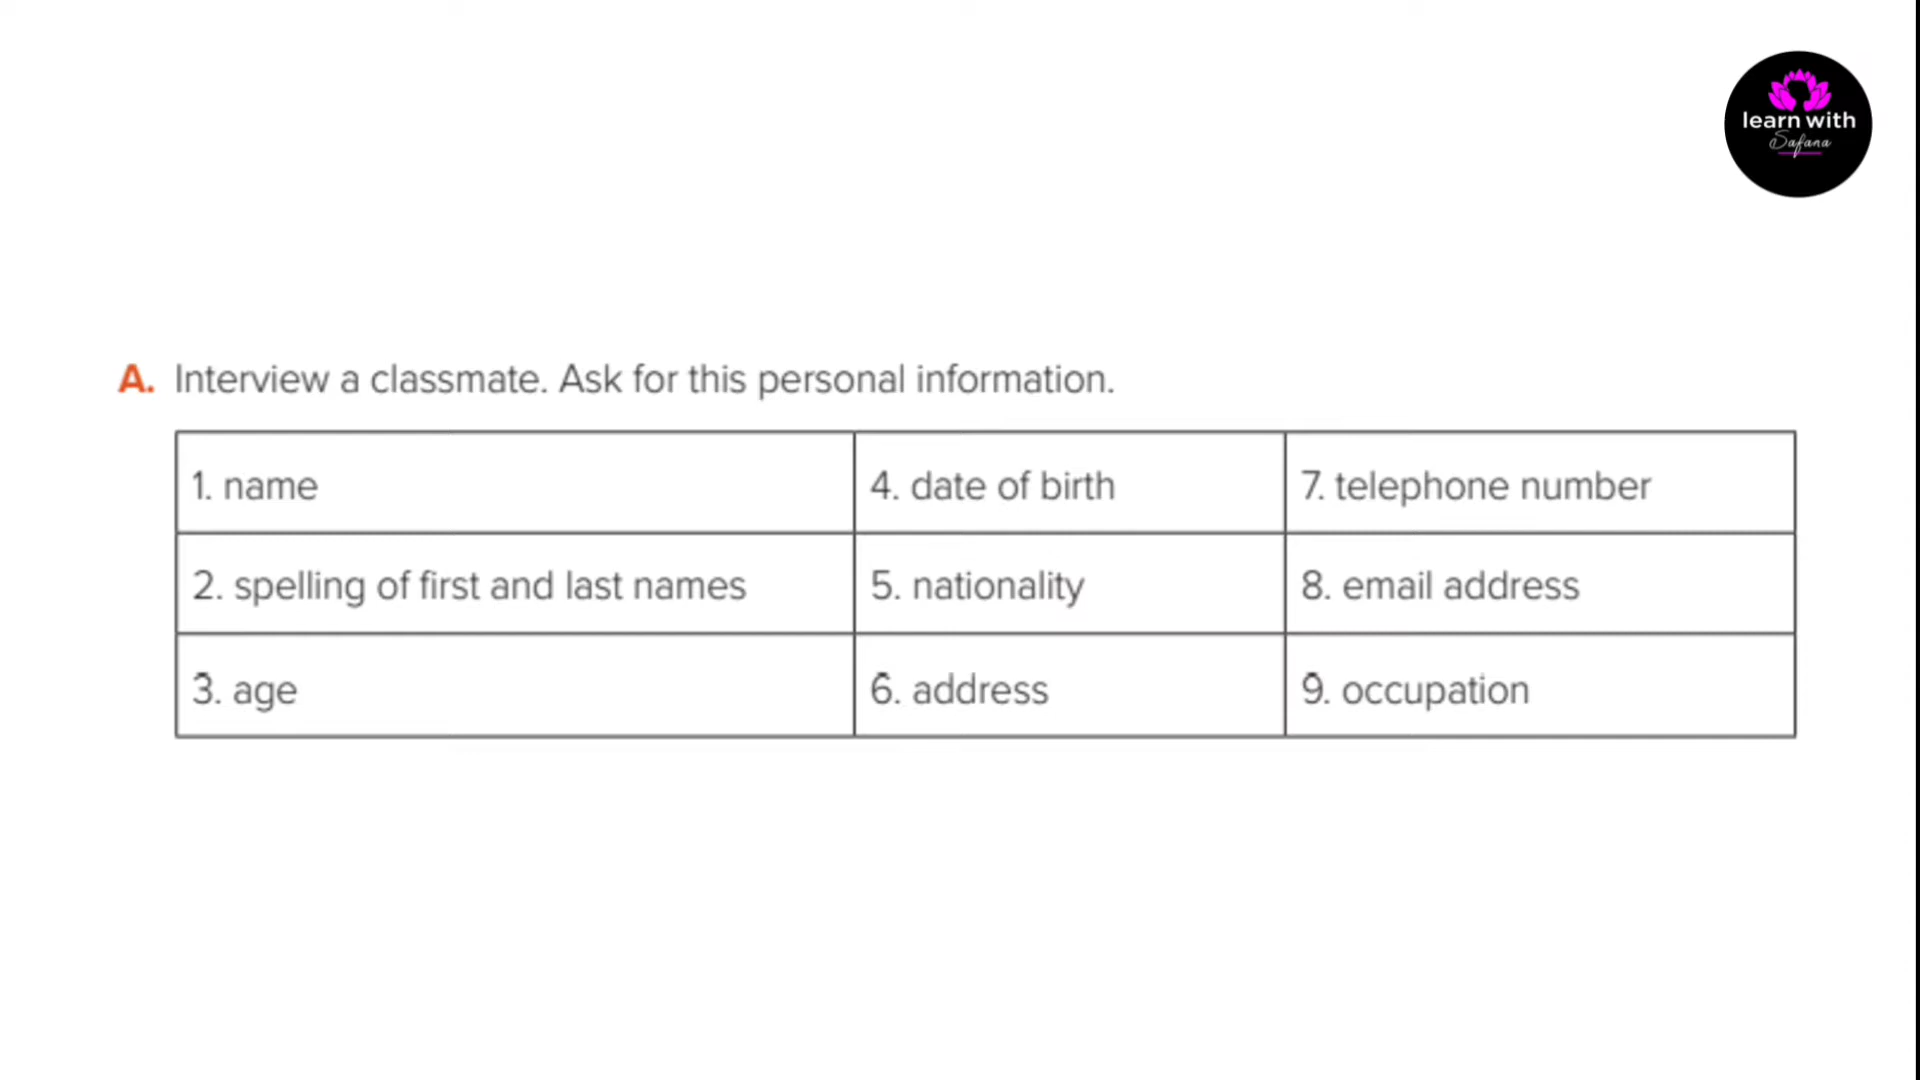 learn with
Safana
A. Interview a classmate. Ask for this personal information.
1. name
4. date of birth
7. telephone number
2. spelling of first and last names
5. nationality
8. email address
3. age
6. address
9. occupation